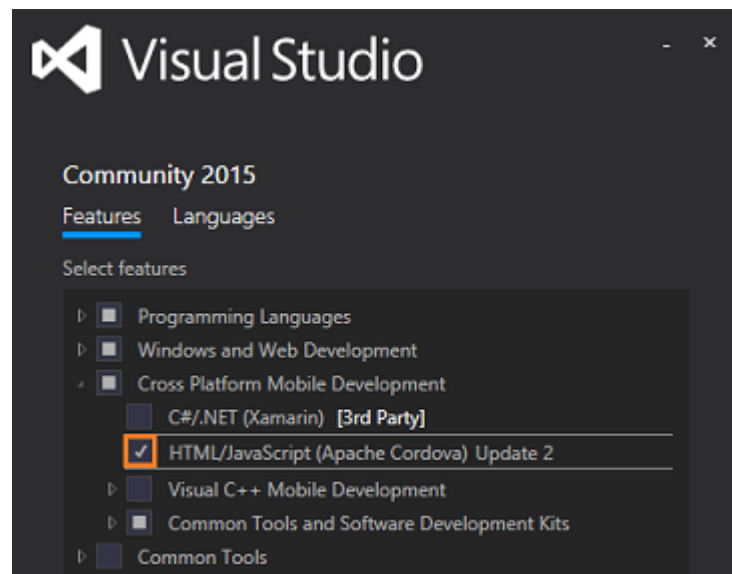 Visual Studio
Community 2015
Features Languages
Select features
Programming Languages
Windows and Web Development
Cross Platform Mobile Development
C#/.NET (Xamarin) [3rd Party]
HTML/JavaScript (Apache Cordova) Update 2
Visual C++ Mobile Development
Common Tools and Software Development Kits
Common Tools